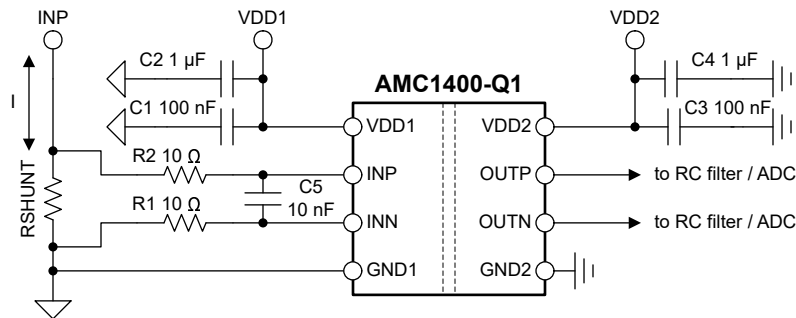 INP
VDD1
VDD2
C2 1 µF
C4 1 µF
AMC1400-Q1
I
C1 100 nF
C3 100 nF
VDD1
VDD2
R2 10 Ω
INP
OUTP
to RC filter / ADC
C5
10 nF
RSHUNT
R1 10 Ω
INN
OUTN
to RC filter / ADC
GND1
GND2